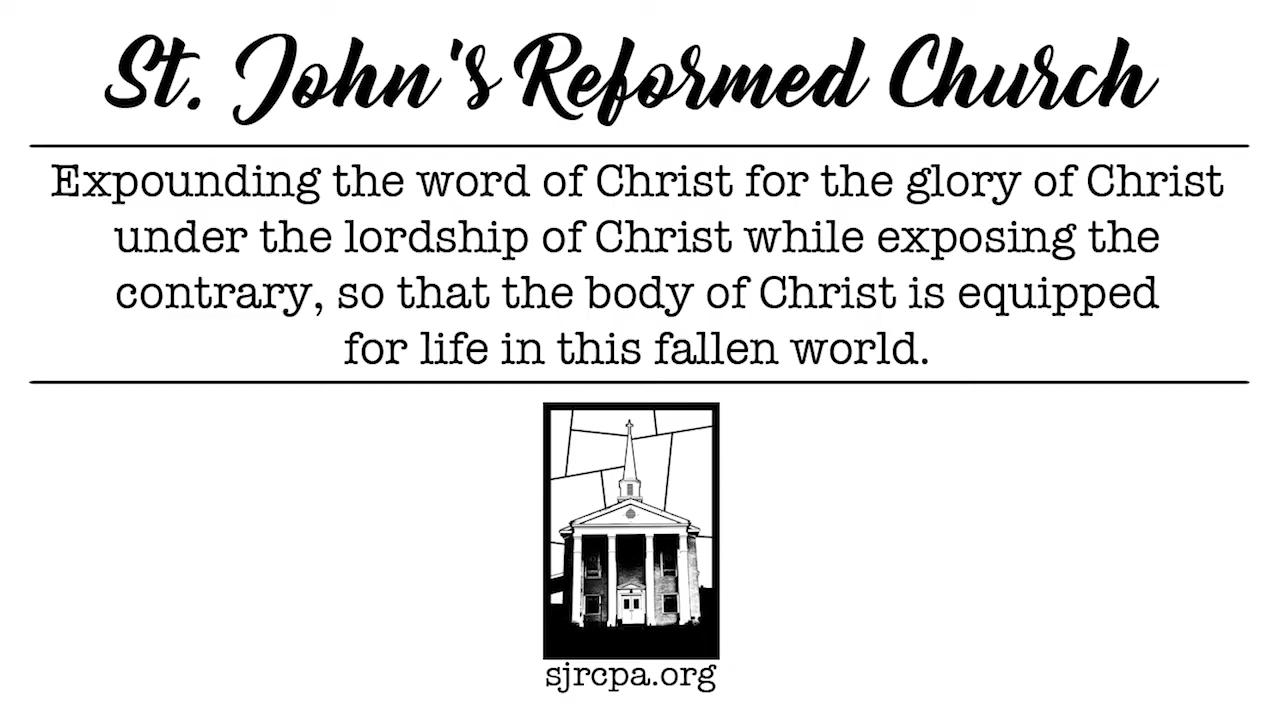 St. John's Reformed Church
Expounding the word of Christ for the glory of Christ
under the lordship of Christ while exposing the
contrary, so that the body of Christ is equipped
for life in this fallen world.
sjrcpa.org